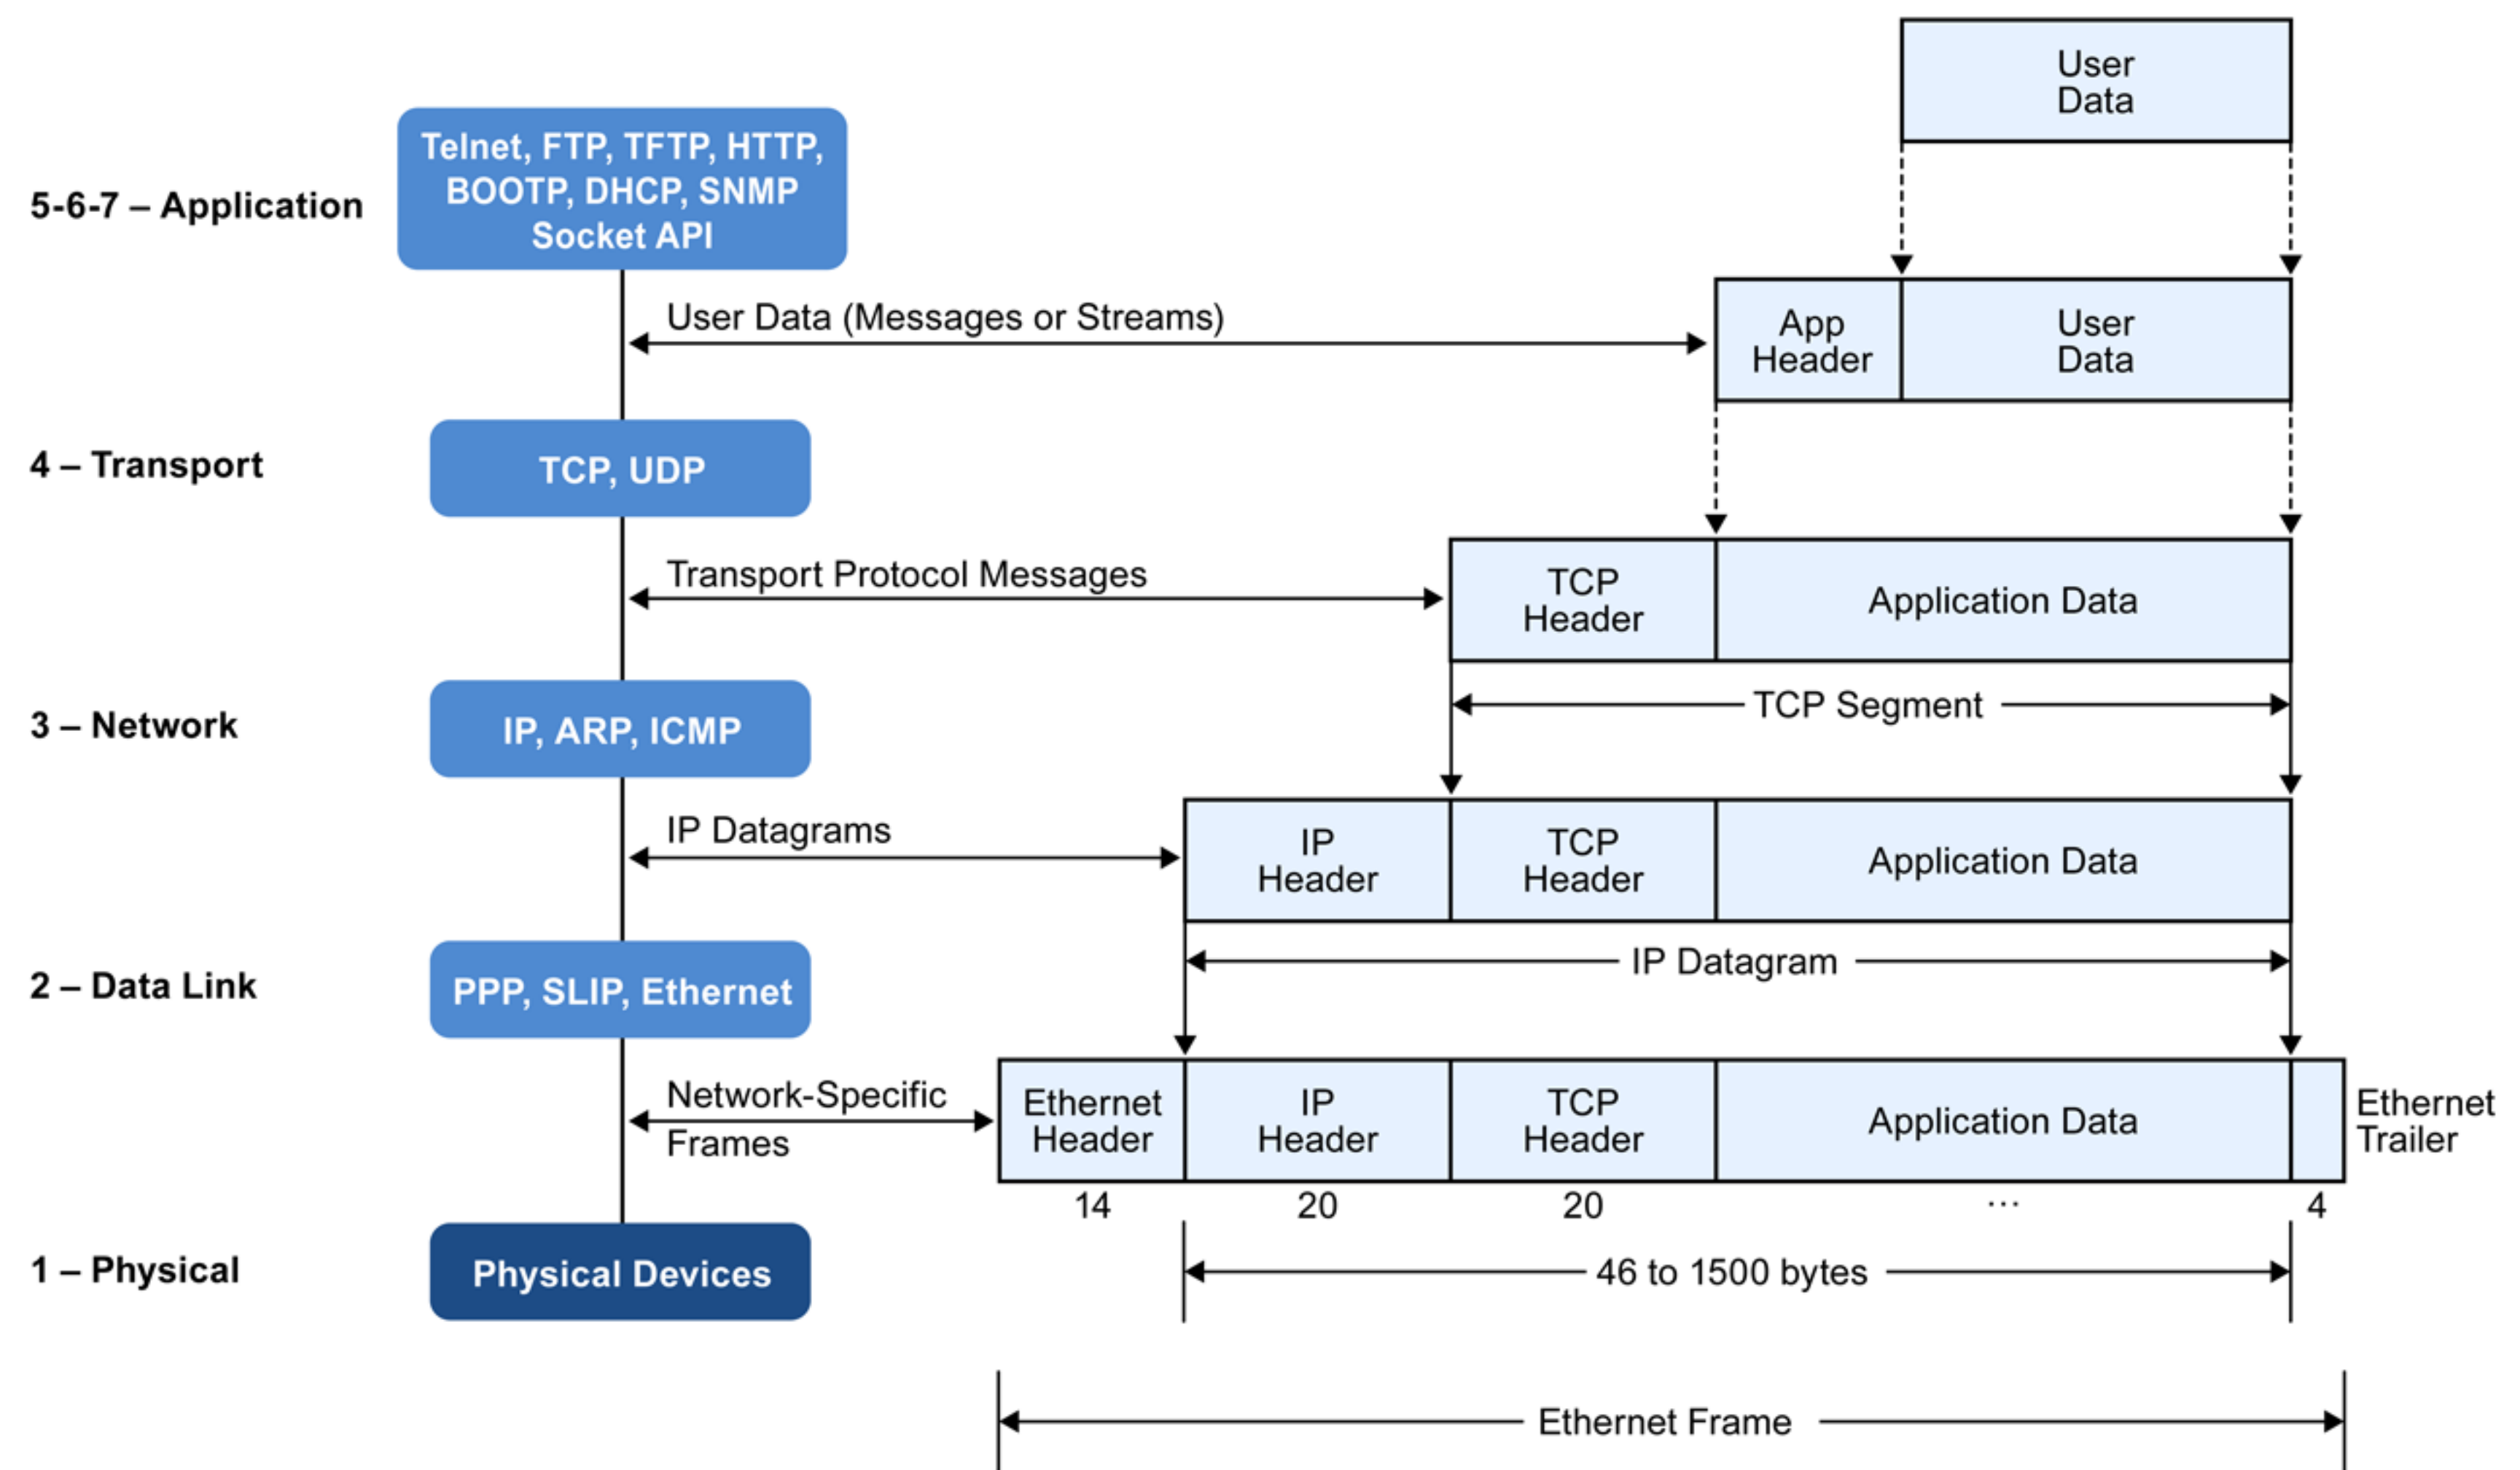 User
Data
Telnet, FTP, TFTP, HTTP,
BOOTP, DHCP, SNMP
Socket API
5-6-7 – Application
User Data (Messages or Streams)
App
Header
User
Data
4 – Transport
TCP, UDP
Transport Protocol Messages
TCP
Header
Application Data
TCP Segment
3 – Network
IP, ARP, ICMP
IP Datagrams
IP
Header
TCP
Header
Application Data
IP Datagram
2 – Data Link
PPP, SLIP, Ethernet
Network-Specific
Frames
Ethernet
Header
IP
Header
TCP
Header
Application Data
Ethernet
Trailer
14
20
20
...
4
1 – Physical
Physical Devices
46 to 1500 bytes
Ethernet Frame